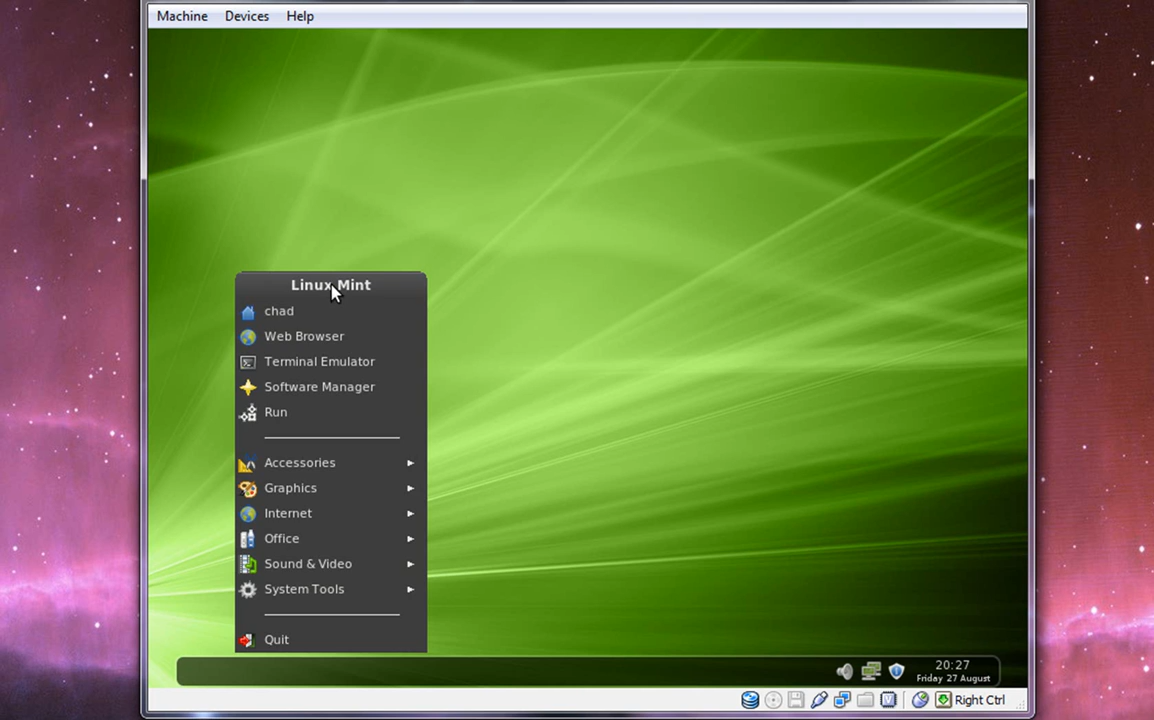 Machine Devices Help
Linux Mint
chad
Web Browser
Terminal Emulator
Software Manager
Run
Accessories
Graphics
Internet
Office
Sound & Video
System Tools
Quit
20:27
Friday 27 August
Right Ctrl